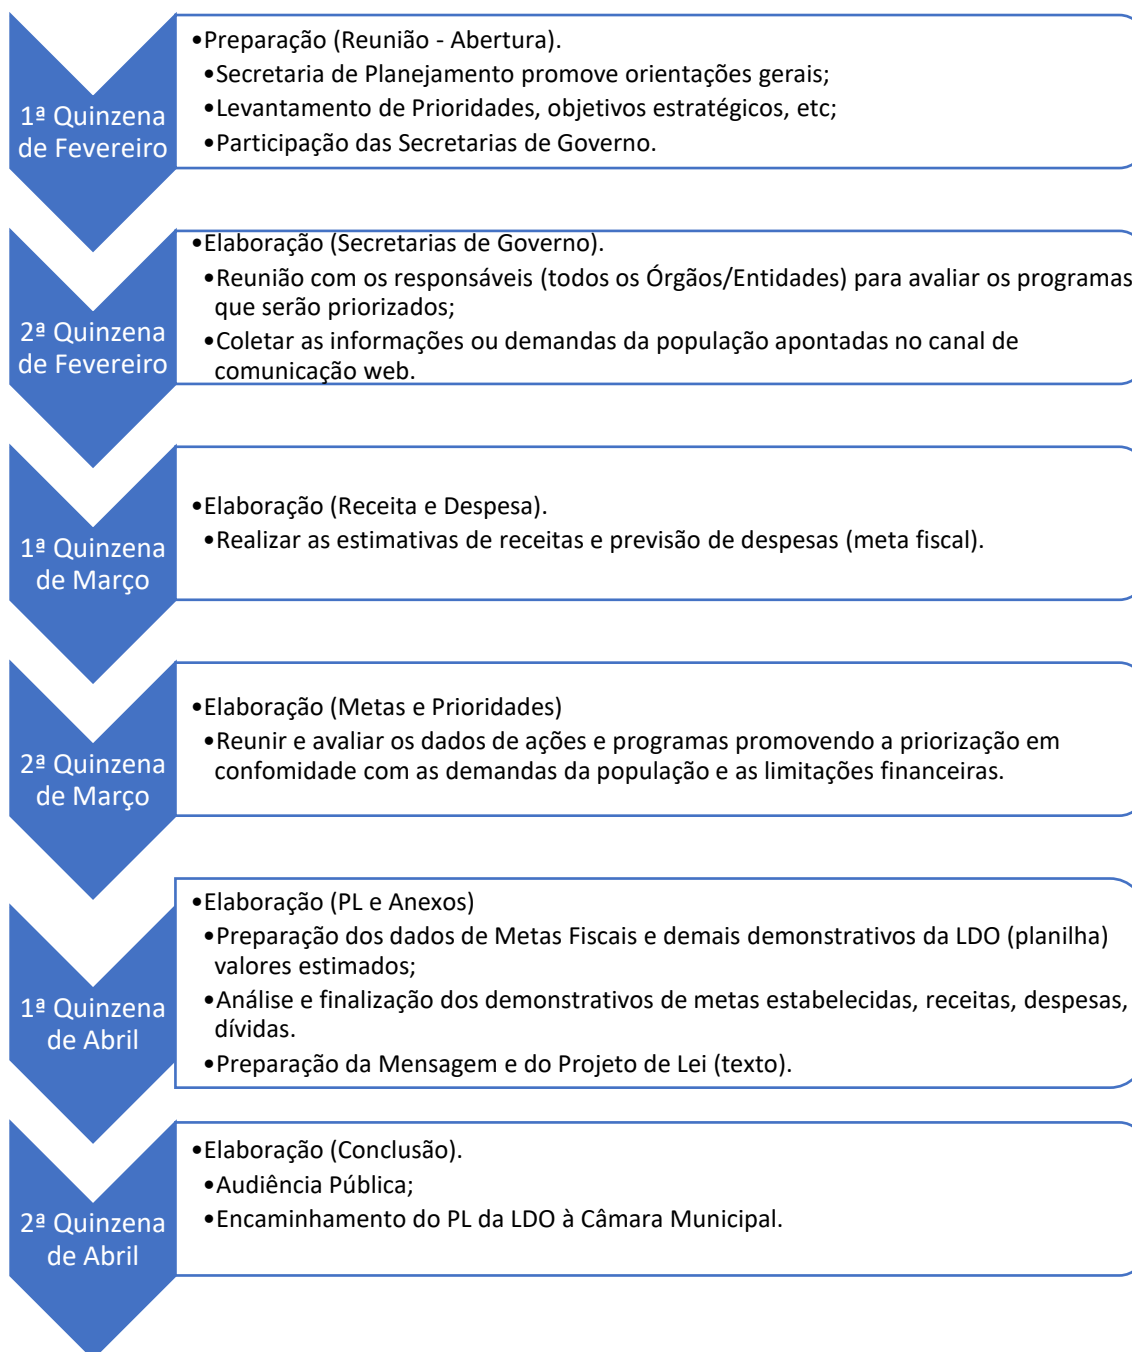 1ª Quinzena
de Fevereiro
•Preparação (Reunião - Abertura).
•Secretaria de Planejamento promove orientações gerais;
•Levantamento de Prioridades, objetivos estratégicos, etc;
•Participação das Secretarias de Governo.
2ª Quinzena
de Fevereiro
•Elaboração (Secretarias de Governo).
•Reunião com os responsáveis (todos os Órgãos/Entidades) para avaliar os programas
que serão priorizados;
•Coletar as informações ou demandas da população apontadas no canal de
comunicação web.
1ª Quinzena
de Março
•Elaboração (Receita e Despesa).
•Realizar as estimativas de receitas e previsão de despesas (meta fiscal).
2ª Quinzena
de Março
•Elaboração (Metas e Prioridades)
•Reunir e avaliar os dados de ações e programas promovendo a priorização em
confomidade com as demandas da população e as limitações financeiras.
1ª Quinzena
de Abril
•Elaboração (PL e Anexos)
•Preparação dos dados de Metas Fiscais e demais demonstrativos da LDO (planilha)
valores estimados;
•Análise e finalização dos demonstrativos de metas estabelecidas, receitas, despesas,
dívidas.
•Preparação da Mensagem e do Projeto de Lei (texto).
2ª Quinzena
de Abril
•Elaboração (Conclusão).
•Audiência Pública;
•Encaminhamento do PL da LDO à Câmara Municipal.